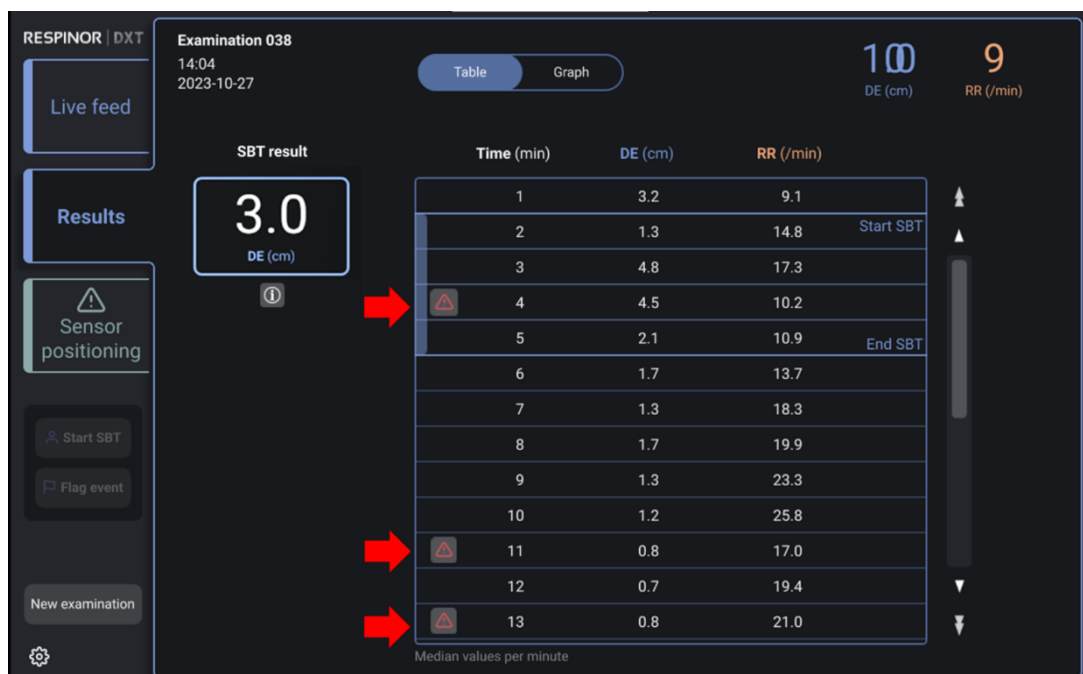 RESPINOR | DXT
Live feed
Results
Sensor
positioning
Start SBT
Flag event
New examination
Examination 038
14:04
2023-10-27
Table Graph
DE (cm)
9
RR (/min)
SBT result
3.0
DE (cm)
Time (min) DE (cm) RR (/min)
1 3.2 9.1
2 1.3 14.8 Start SBT
3 4.8 17.3
4 4.5 10.2
5 2.1 10.9 End SBT
6 1.7 13.7
7 1.3 18.3
8 1.7 19.9
9 1.3 23.3
10 1.2 25.8
11 0.8 17.0
12 0.7 19.4
13 0.8 21.0
Median values per minute